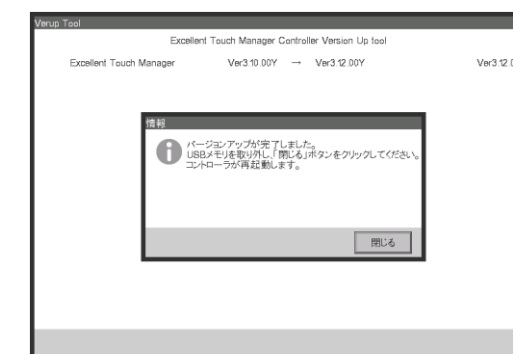 Verup Tool
Excellent Touch Manager Controller Version Up tool
Excellent Touch Manager Ver3.10.00Y → Ver3.12.00Y Ver3.12.0
情報
バージョンアップが完了しました。
USBメモリを取り外し、「閉じる」ボタンをクリックしてください。
コントローラが再起動します。
閉じる